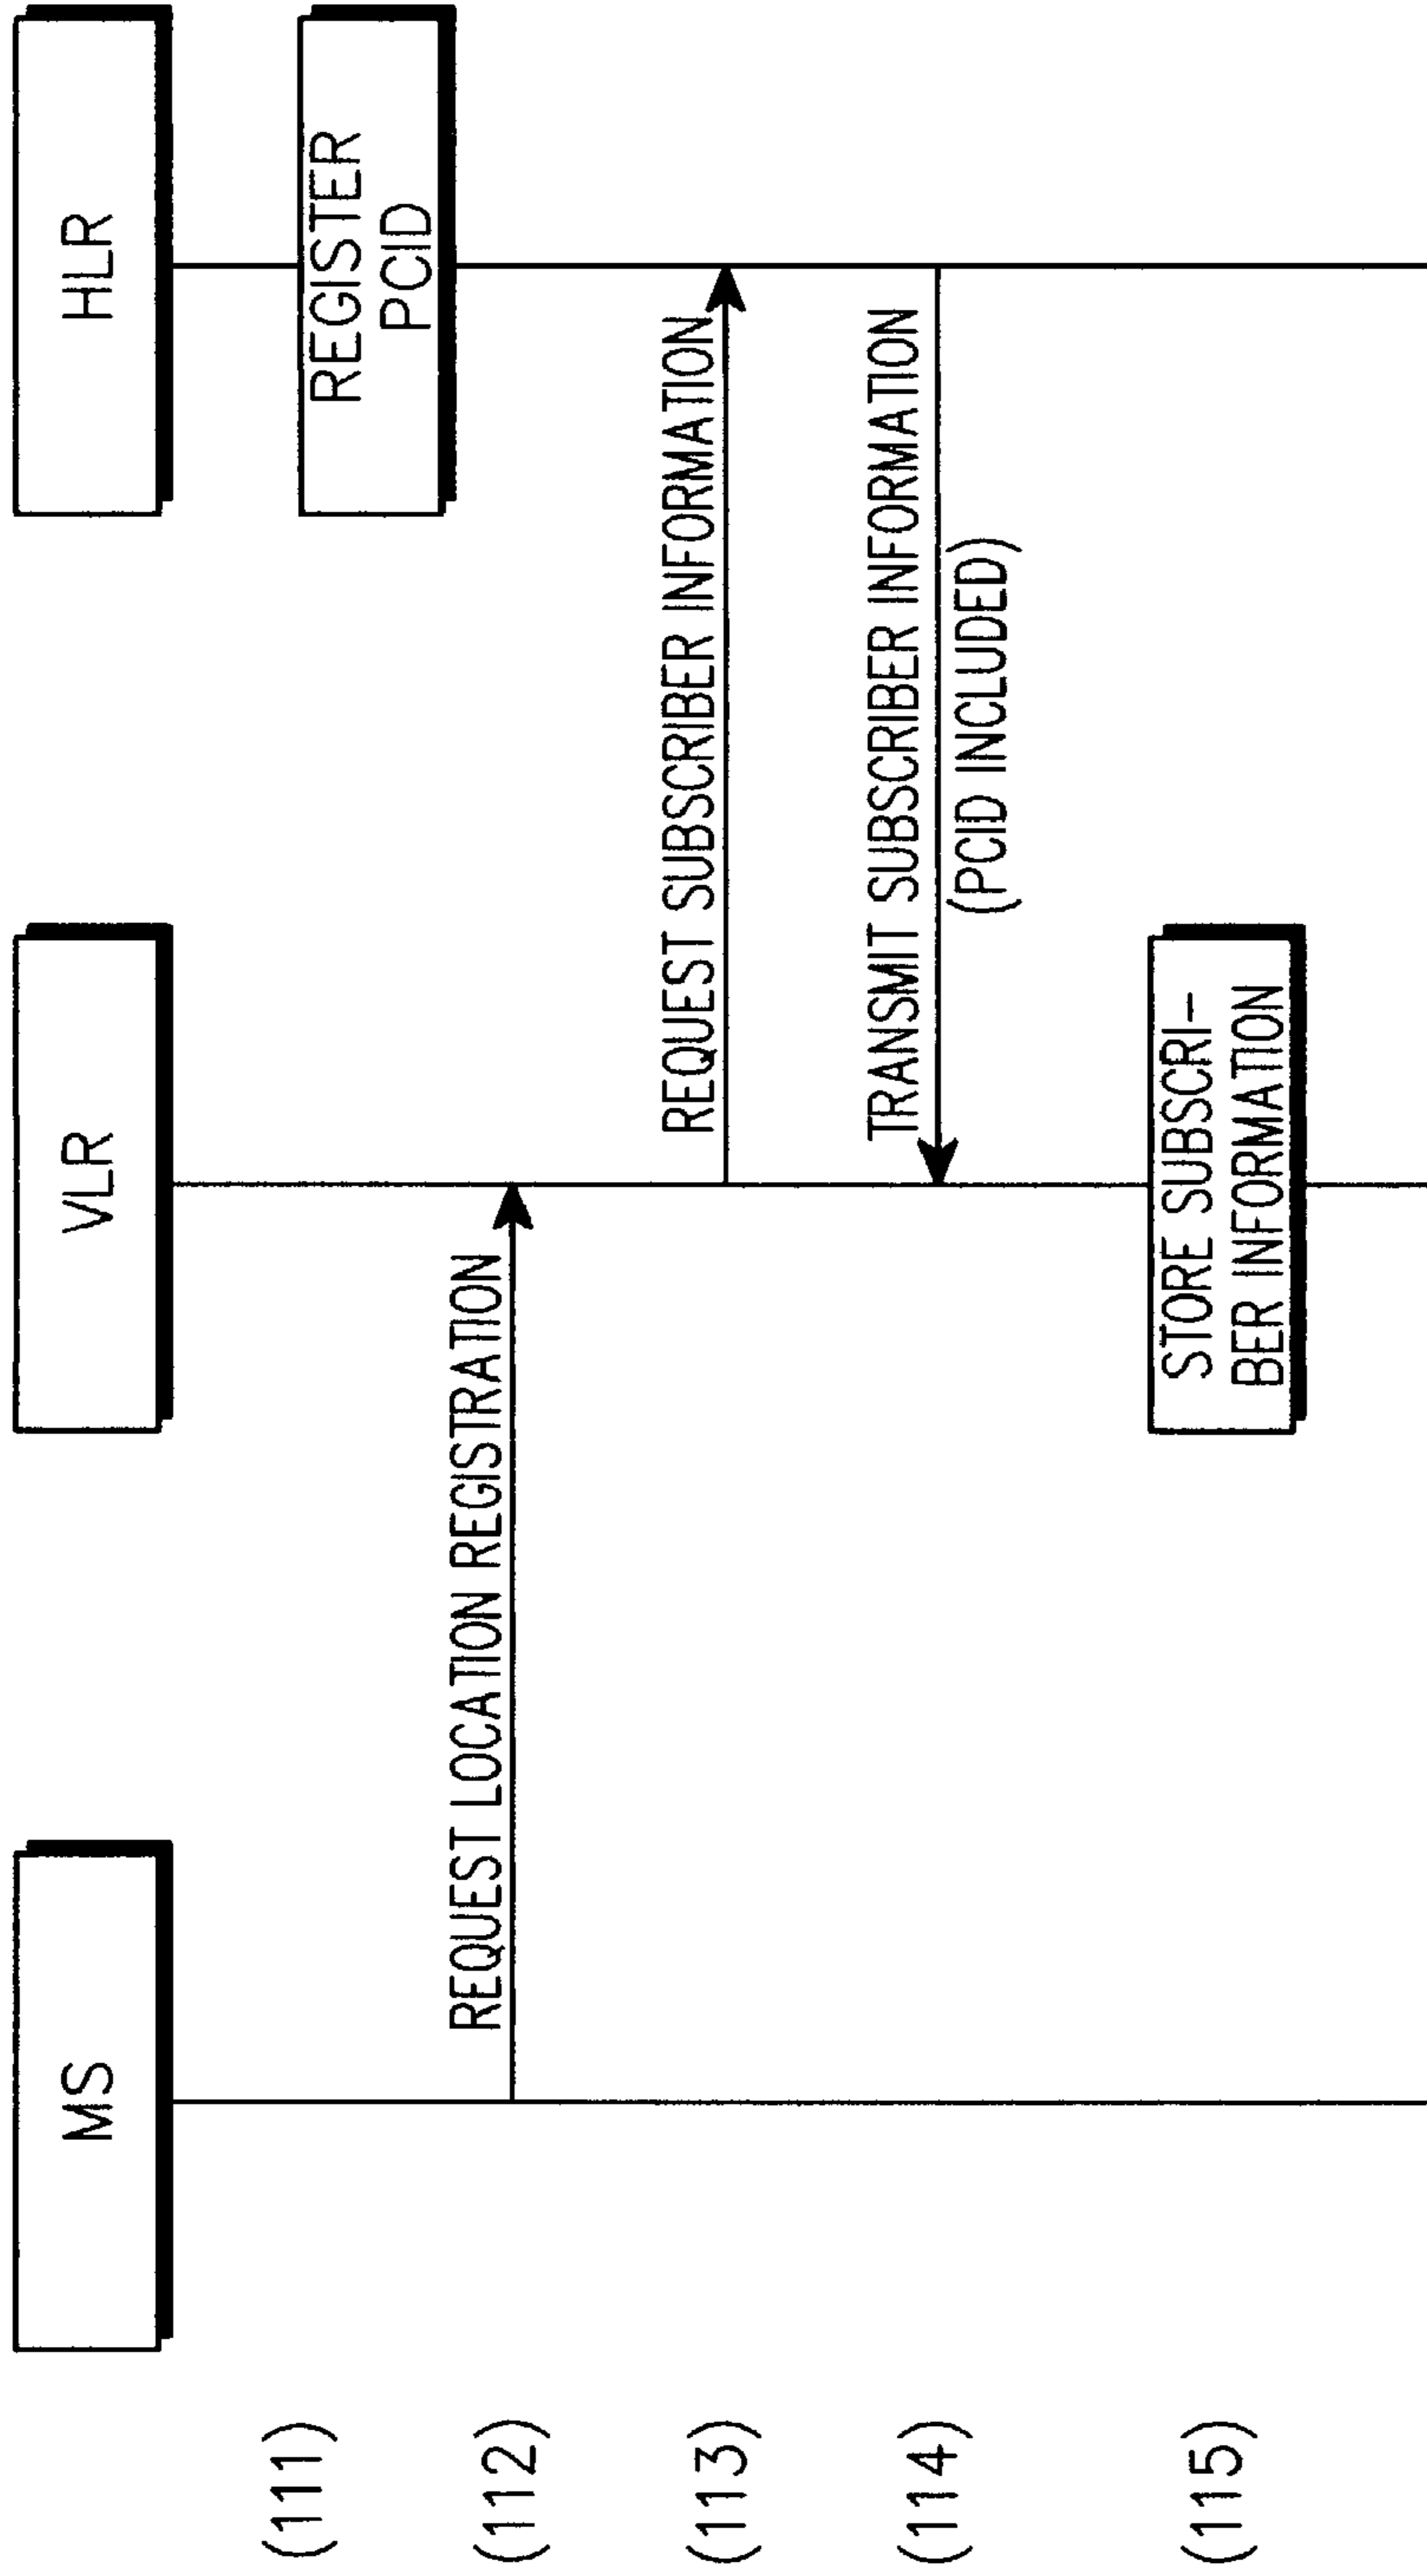 MS
VLR
HLR
(111)
REGISTER
PCID
(112)
REQUEST LOCATION REGISTRATION
(113)
REQUEST SUBSCRIBER INFORMATION
(114)
TRANSMIT SUBSCRIBER INFORMATION
(PCID INCLUDED)
(115)
STORE SUBSCRI-
BER INFORMATION